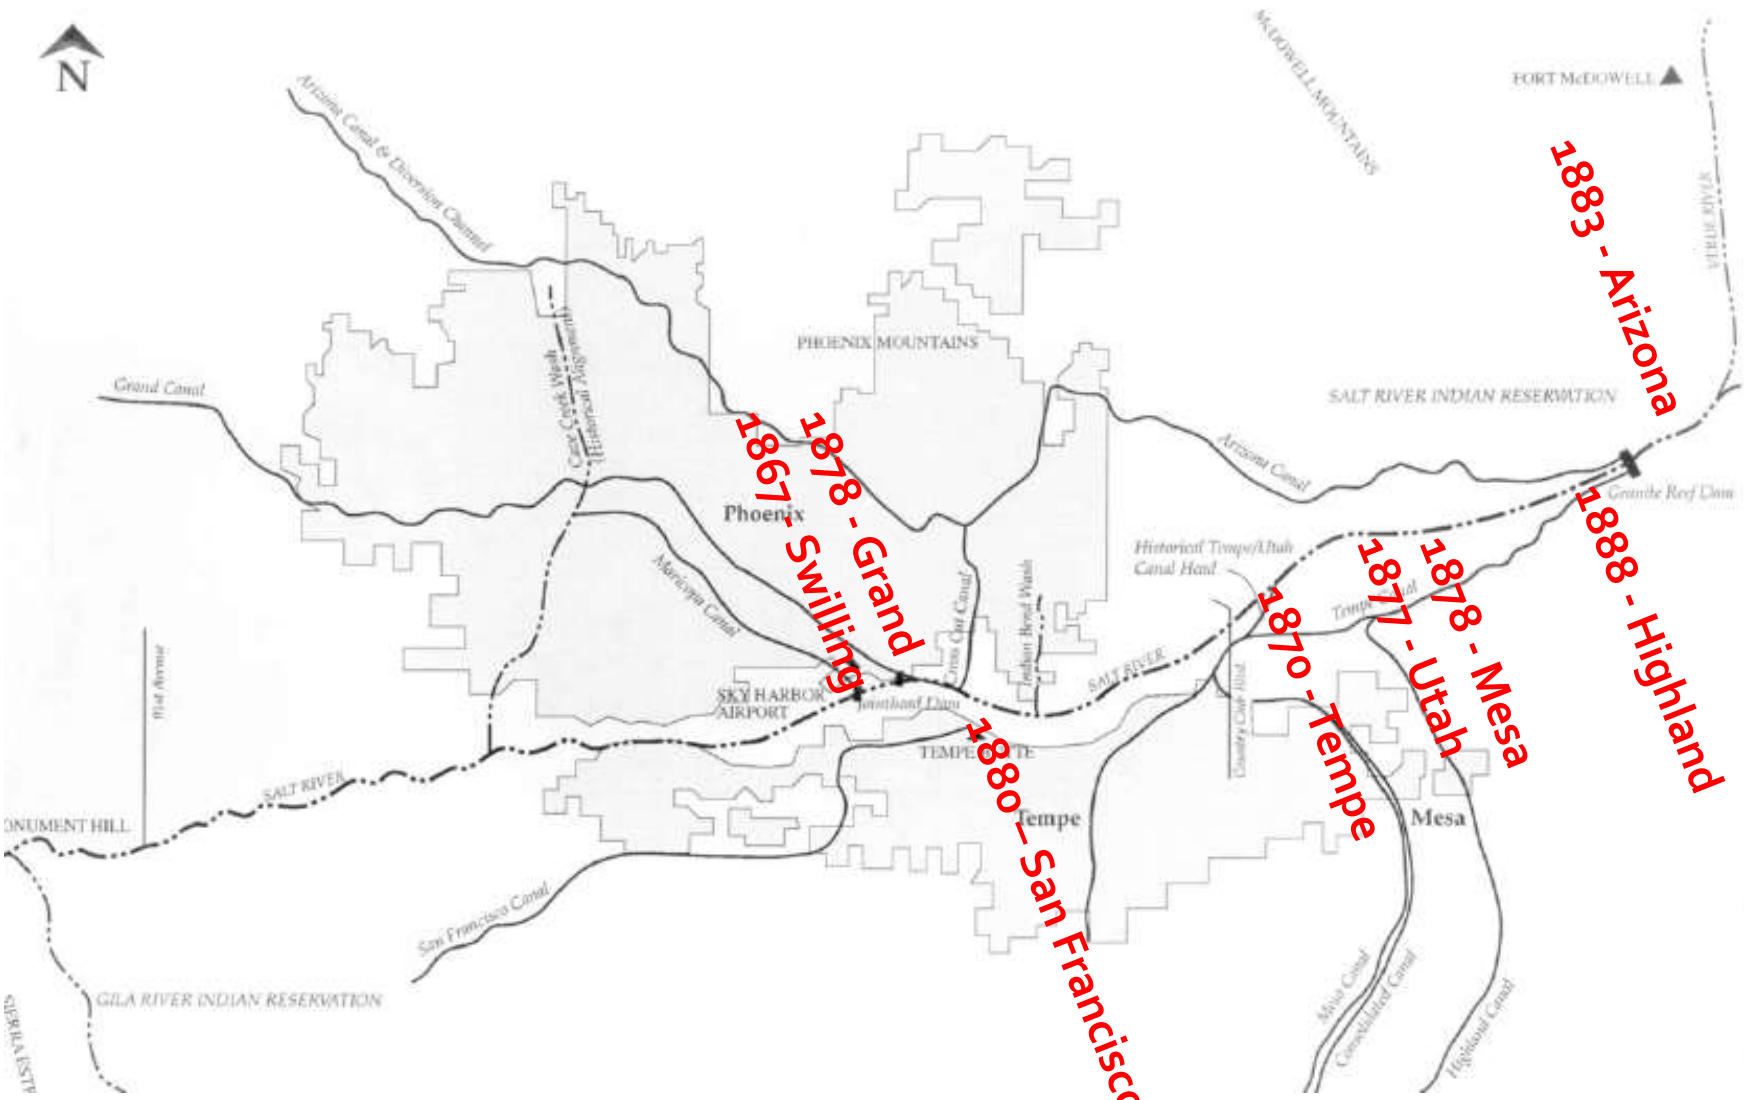 N
Arizona Canal & Diversion Channel
McDOWELL MOUNTAINS
FORT McDOWELL
VERDE RIVER
1883 - Arizona
PHOENIX MOUNTAINS
SALT RIVER INDIAN RESERVATION
Grand Canal
Cave Creek Wash
(Historical Alignment)
1867 - Swilling
1878 - Grand
Phoenix
Arizona Canal
Granite Reef Dam
1888 - Highland
Historical Tempe/Utah
Canal Head
Maricopa Canal
Cross Cut Canal
Indian Bend Wash
Tempe Canal
1877 - Utah
1878 - Mesa
1870 - Tempe
SALT RIVER
91st Avenue
SKY HARBOR
AIRPORT
Joint Head Dam
TEMPE BUTTE
Country Club Blvd
1880 – San Francisco
SALT RIVER
MONUMENT HILL
Tempe
Mesa
San Francisco Canal
GILA RIVER INDIAN RESERVATION
Mesa Canal
Consolidated Canal
Highland Canal